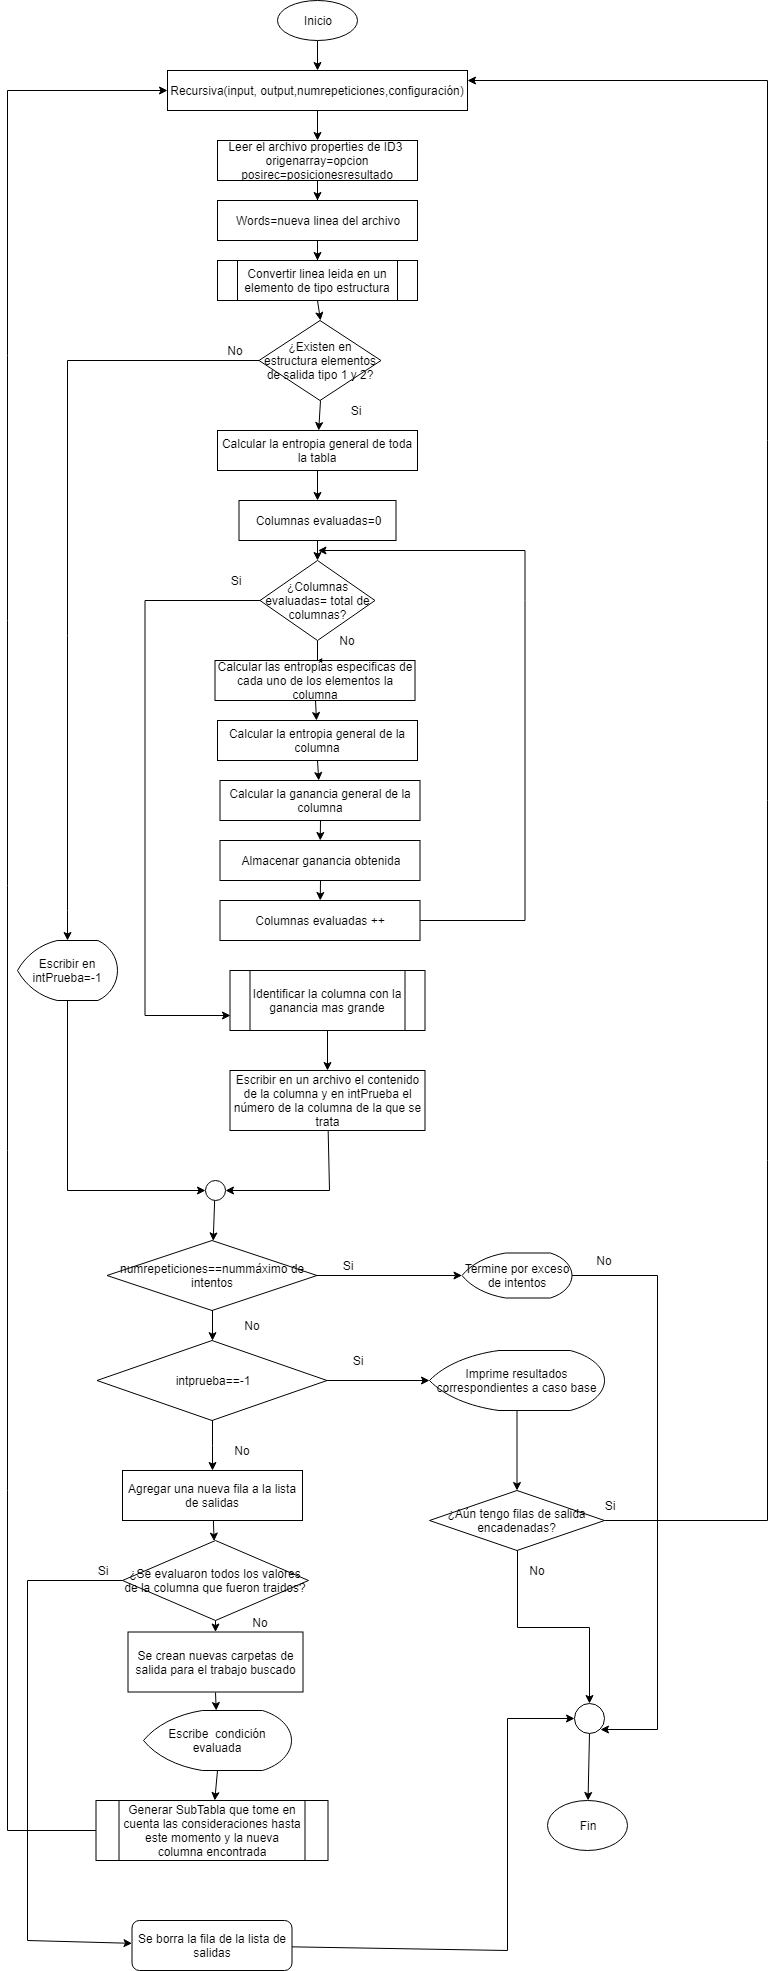 Inicio
Recursiva(input, output,numrepeticiones,configuración)
Leer el archivo properties de ID3
origenarray=opcion
posirec=posicionesresultado
Words=nueva linea del archivo
Convertir linea leida en un
elemento de tipo estructura
¿Existen en
estructura elementos
de salida tipo 1 y 2?
No
Si
Calcular la entropia general de toda
la tabla
Columnas evaluadas=0
¿Columnas
evaluadas= total de
columnas?
Si
No
Calcular las entropías especificas de
cada uno de los elementos la
columna
Calcular la entropia general de la
columna
Calcular la ganancia general de la
columna
Almacenar ganancia obtenida
Columnas evaluadas ++
Escribir en
intPrueba=-1
Identificar la columna con la
ganancia mas grande
Escribir en un archivo el contenido
de la columna y en intPrueba el
número de la columna de la que se
trata
numrepeticiones==nummáximo de
intentos
Si
Termine por exceso
de intentos
No
No
intprueba==-1
Si
Imprime resultados
correspondientes a caso base
No
Agregar una nueva fila a la lista
de salidas
¿Aún tengo filas de salida
encadenadas?
Si
No
¿Se evaluaron todos los valores
de la columna que fueron traidos?
Si
No
Se crean nuevas carpetas de
salida para el trabajo buscado
Escribe condición
evaluada
Generar SubTabla que tome en
cuenta las consideraciones hasta
este momento y la nueva
columna encontrada
Fin
Se borra la fila de la lista de
salidas